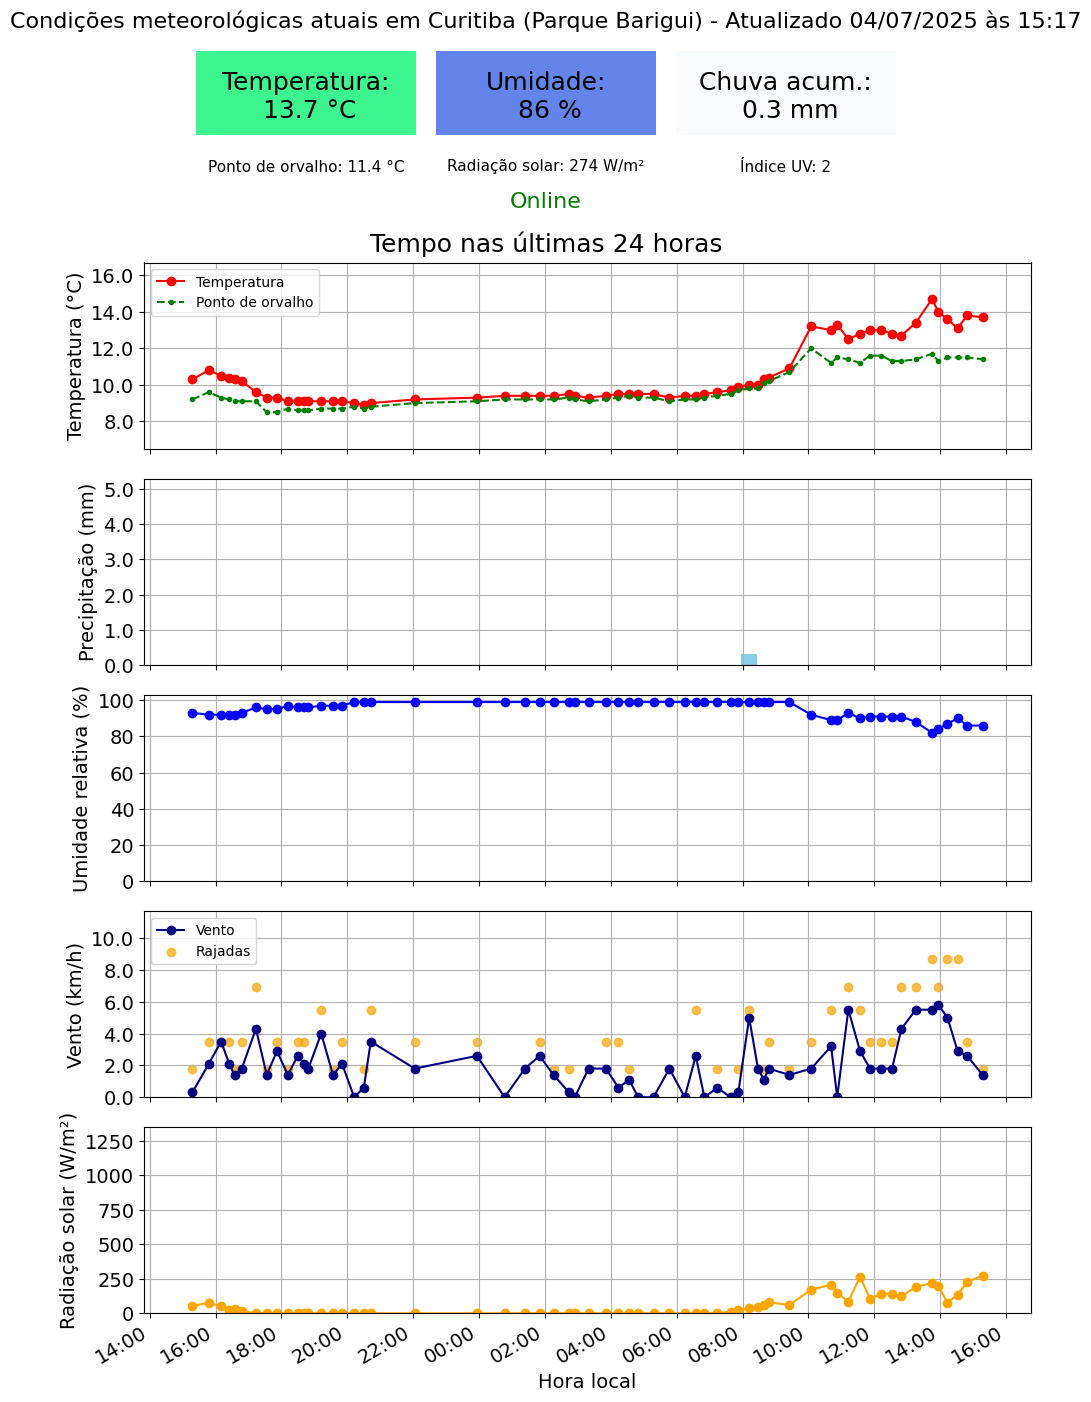 Condições meteorológicas atuais em Curitiba (Parque Barigui) - Atualizado 04/07/2025 às 15:17
Temperatura:
13.7 °C
Umidade:
86 %
Chuva acum.:
0.3 mm
Ponto de orvalho: 11.4 °C
Radiação solar: 274 W/m²
Índice UV: 2
Online
Tempo nas últimas 24 horas
Temperatura (°C)
16.0
14.0
12.0
10.0
8.0
Temperatura
Ponto de orvalho
Precipitação (mm)
5.0
4.0
3.0
2.0
1.0
0.0
Umidade relativa (%)
100
80
60
40
20
0
Vento (km/h)
10.0
8.0
6.0
4.0
2.0
0.0
Vento
Rajadas
Radiação solar (W/m²)
1250
1000
750
500
250
0
14:00
16:00
18:00
20:00
22:00
00:00
02:00
04:00
06:00
08:00
10:00
12:00
14:00
16:00
Hora local